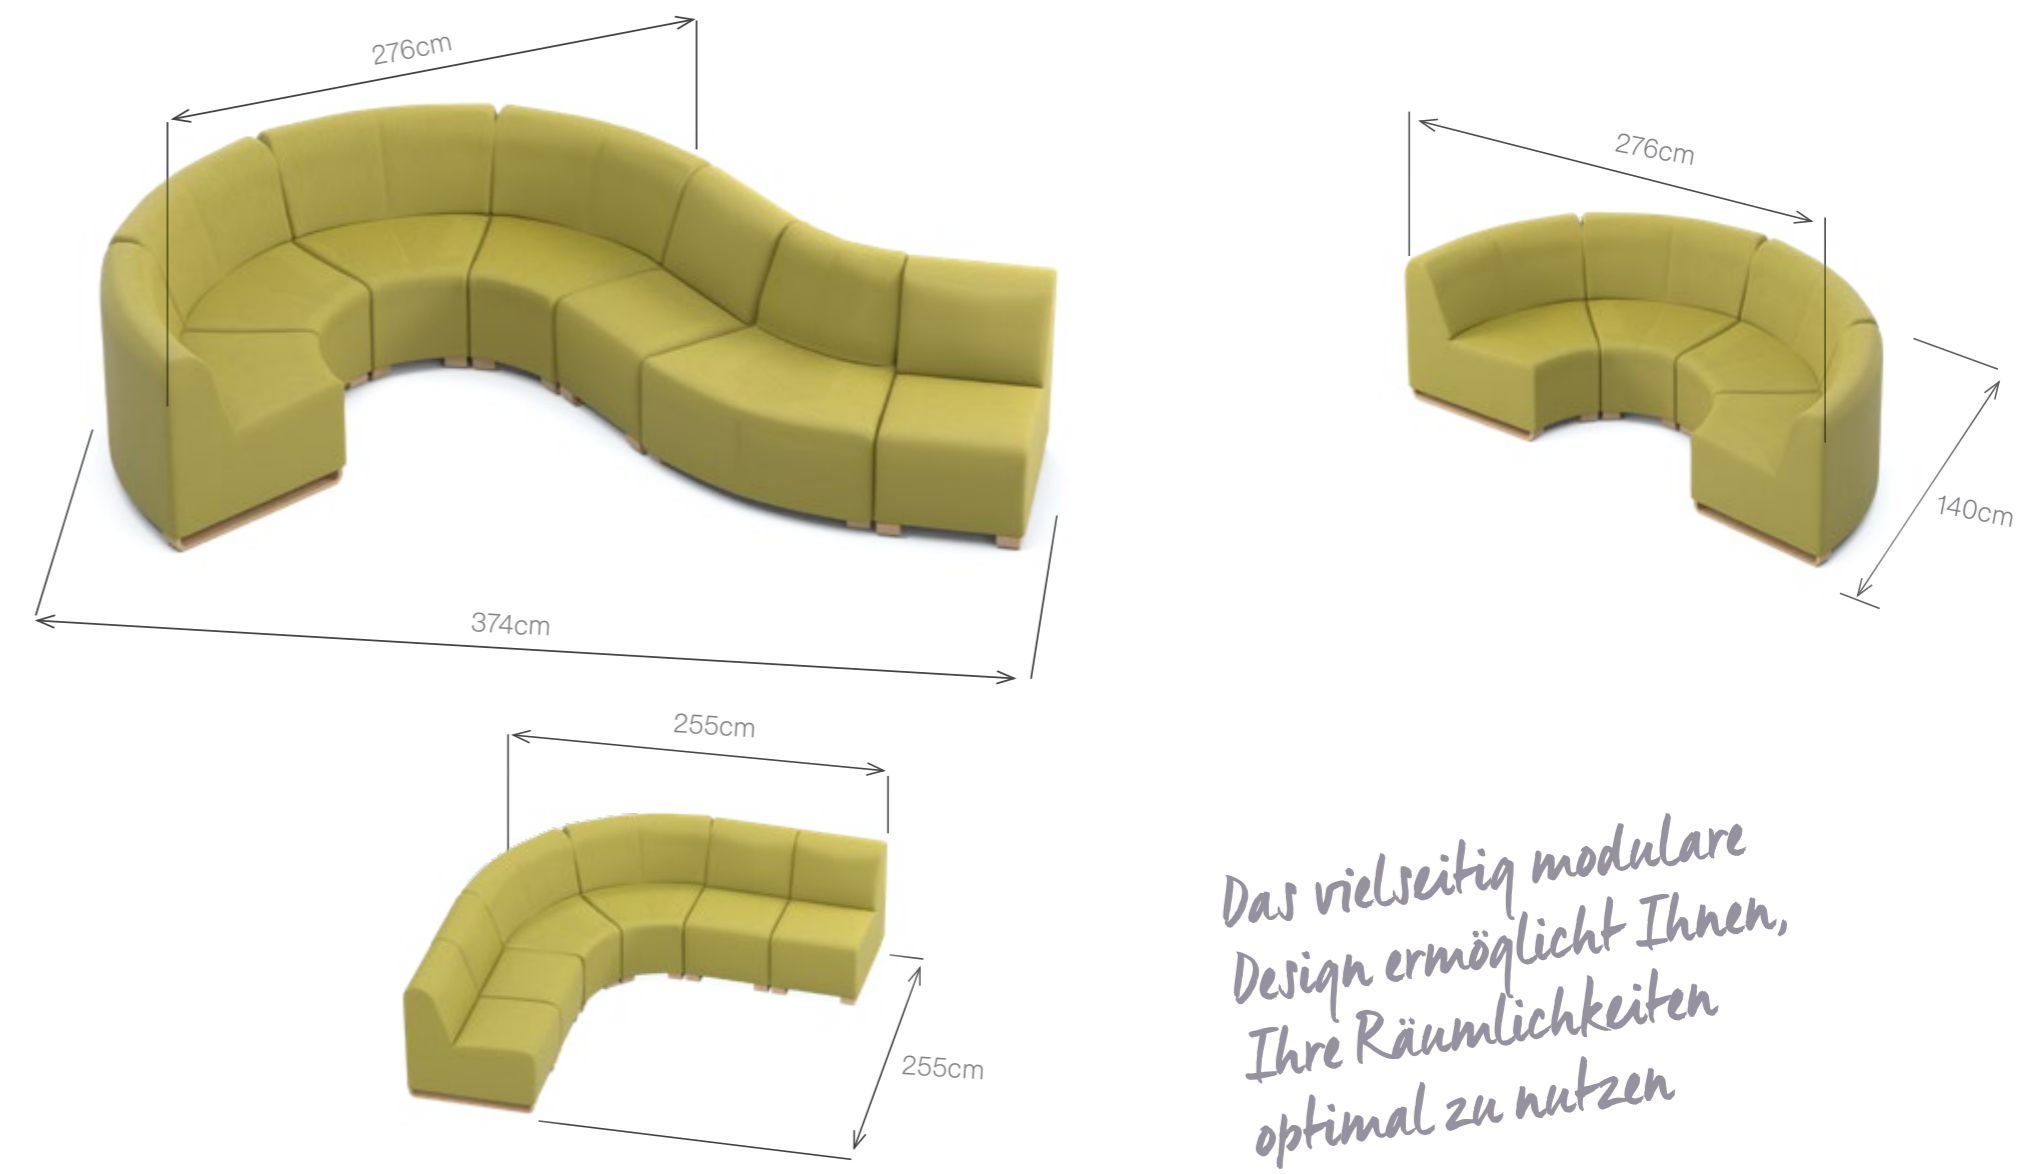 276cm
276cm
140cm
374cm
255cm
255cm
Das vielseitig modulare
Design ermöglicht Ihnen,
Ihre Räumlichkeiten
optimal zu nutzen